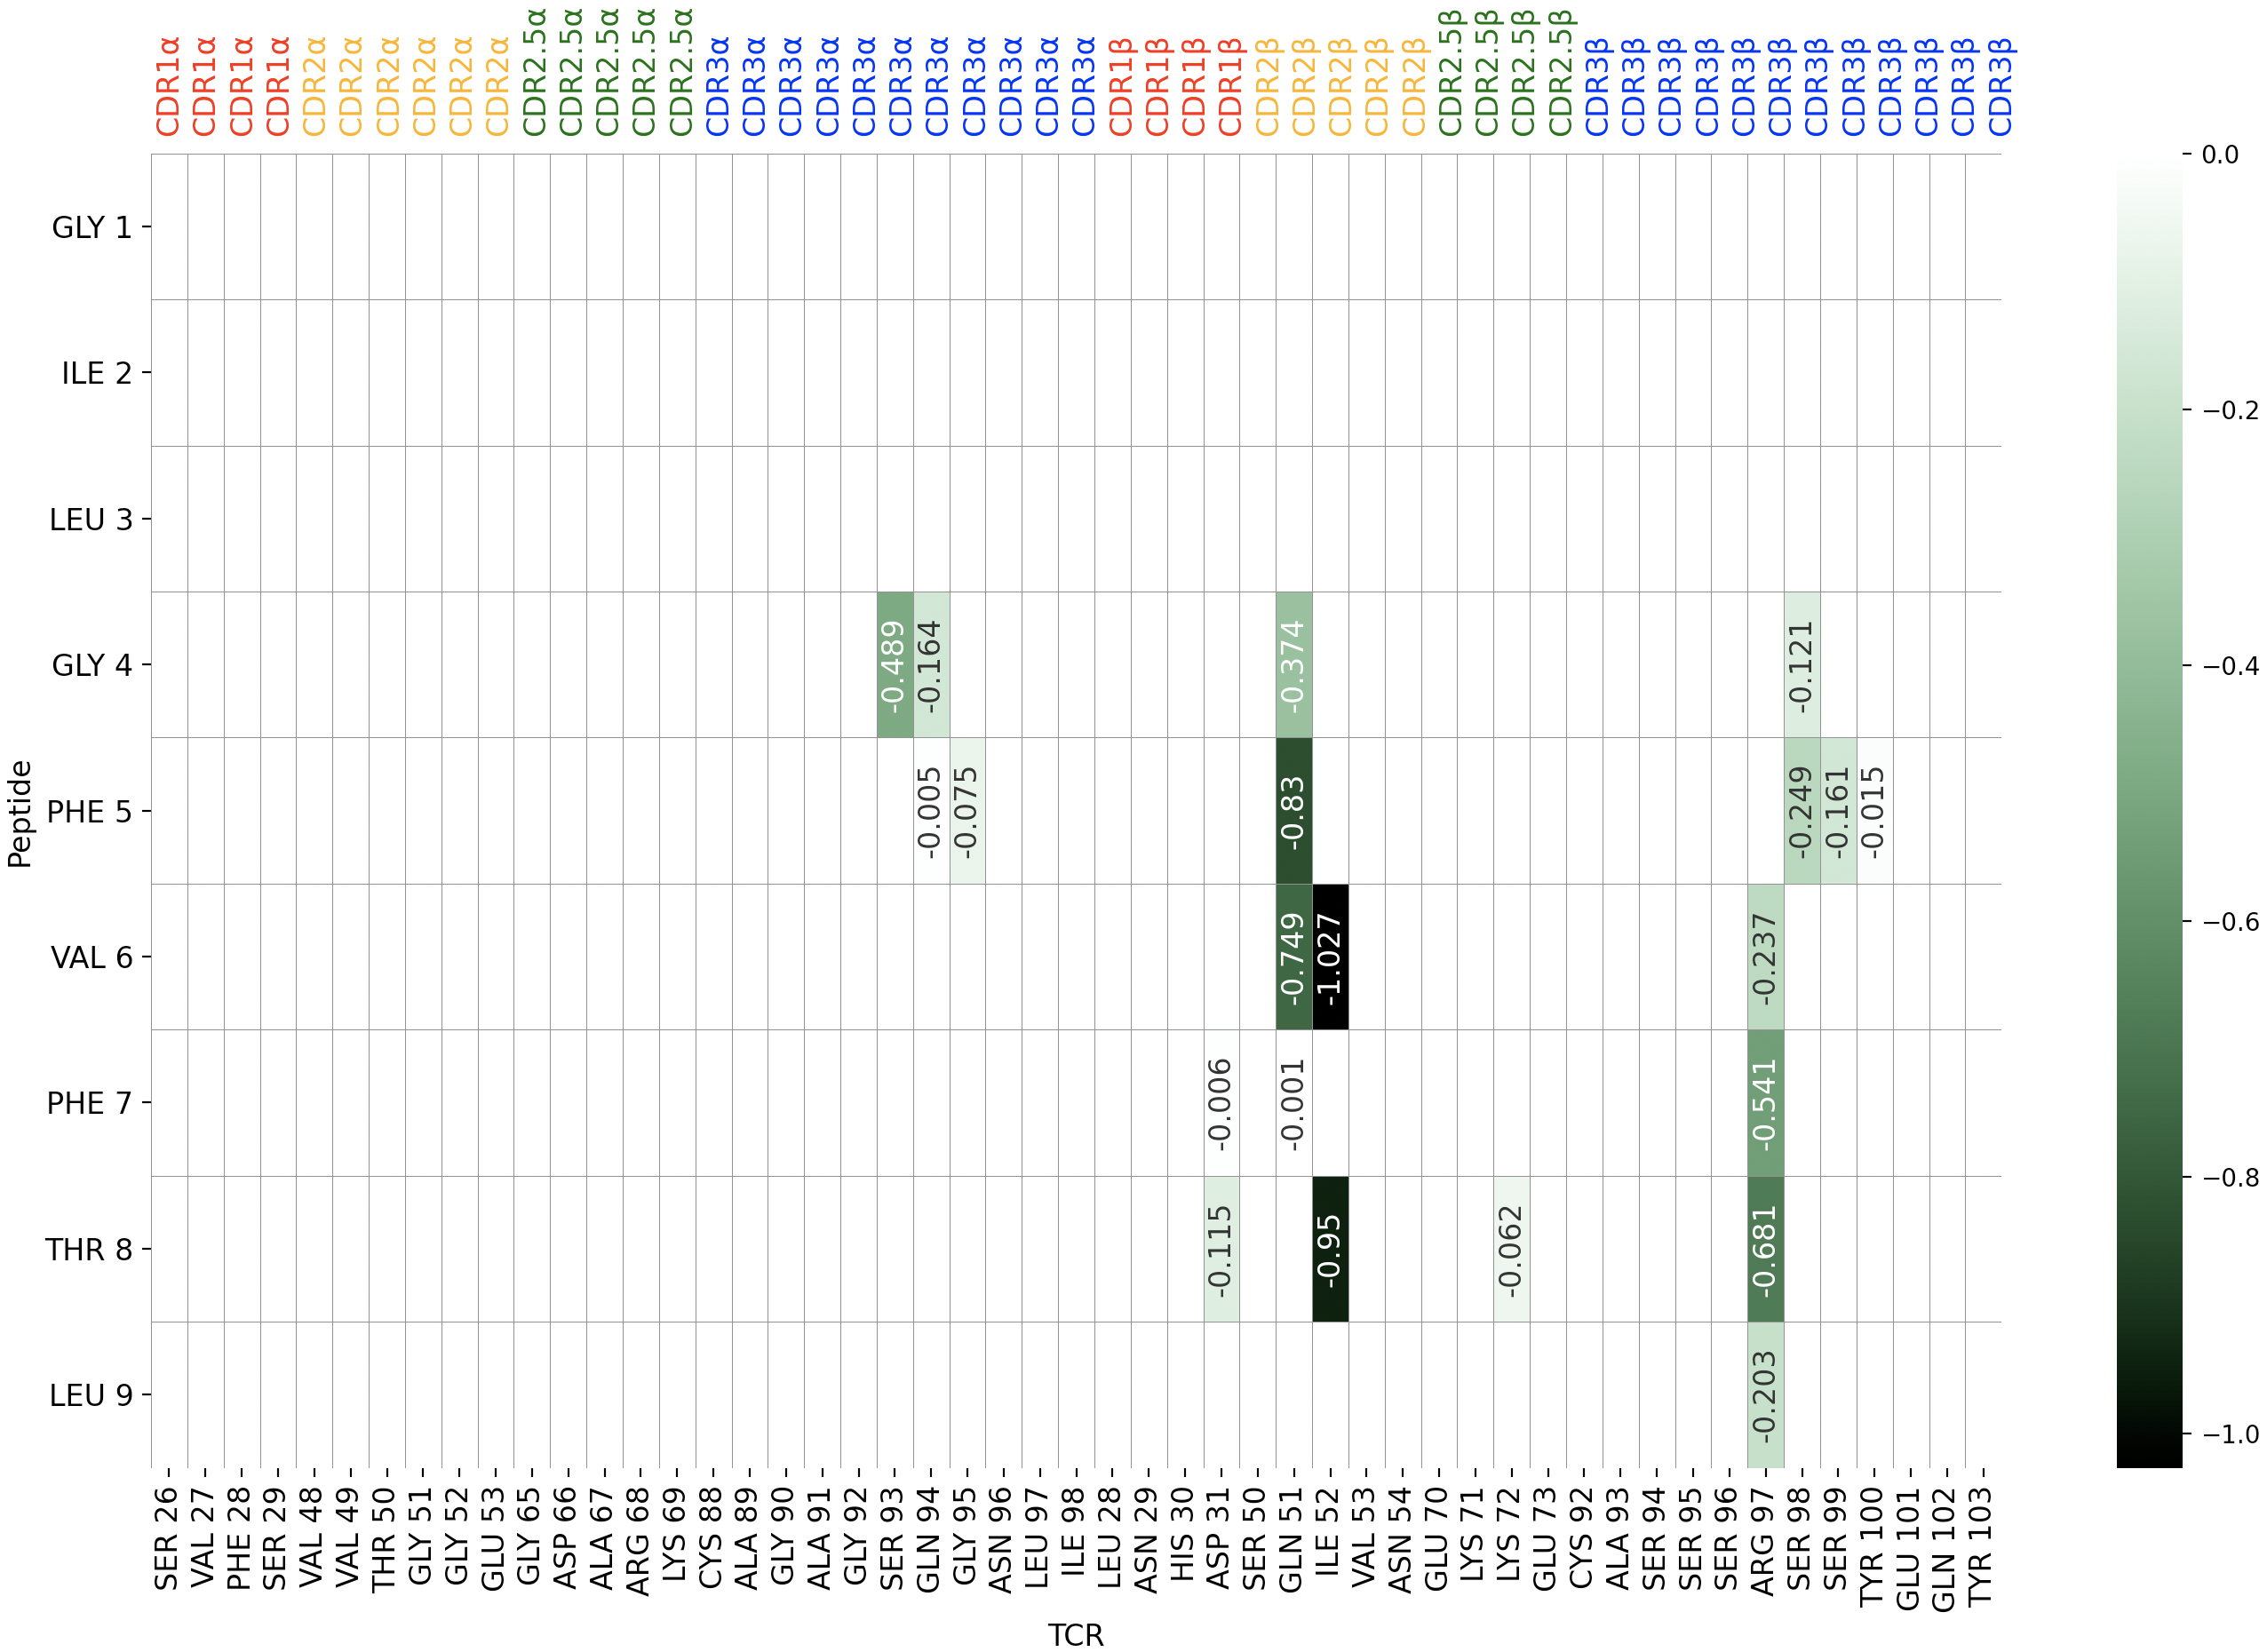 CDR1α
CDR1α
CDR1α
CDR1α
CDR2α
CDR2α
CDR2α
CDR2α
CDR2α
CDR2α
CDR2.5α
CDR2.5α
CDR2.5α
CDR2.5α
CDR2.5α
CDR3α
CDR3α
CDR3α
CDR3α
CDR3α
CDR3α
CDR3α
CDR3α
CDR3α
CDR3α
CDR3α
CDR1β
CDR1β
CDR1β
CDR1β
CDR2β
CDR2β
CDR2β
CDR2β
CDR2β
CDR2.5β
CDR2.5β
CDR2.5β
CDR2.5β
CDR3β
CDR3β
CDR3β
CDR3β
CDR3β
CDR3β
CDR3β
CDR3β
CDR3β
CDR3β
CDR3β
CDR3β
Peptide
GLY 1
ILE 2
LEU 3
GLY 4
-0.489
-0.164
-0.374
-0.121
PHE 5
-0.005
-0.075
-0.83
-0.249
-0.161
-0.015
VAL 6
-0.749
-1.027
-0.237
PHE 7
-0.006
-0.001
-0.541
THR 8
-0.115
-0.95
-0.062
-0.681
LEU 9
-0.203
SER 26
VAL 27
PHE 28
SER 29
VAL 48
VAL 49
THR 50
GLY 51
GLY 52
GLU 53
GLY 65
ASP 66
ALA 67
ARG 68
LYS 69
CYS 88
ALA 89
GLY 90
ALA 91
GLY 92
SER 93
GLN 94
GLY 95
ASN 96
LEU 97
ILE 98
LEU 28
ASN 29
HIS 30
ASP 31
SER 50
GLN 51
ILE 52
VAL 53
ASN 54
GLU 70
LYS 71
LYS 72
GLU 73
CYS 92
ALA 93
SER 94
SER 95
SER 96
ARG 97
SER 98
SER 99
TYR 100
GLU 101
GLN 102
TYR 103
TCR
0.0
−0.2
−0.4
−0.6
−0.8
−1.0